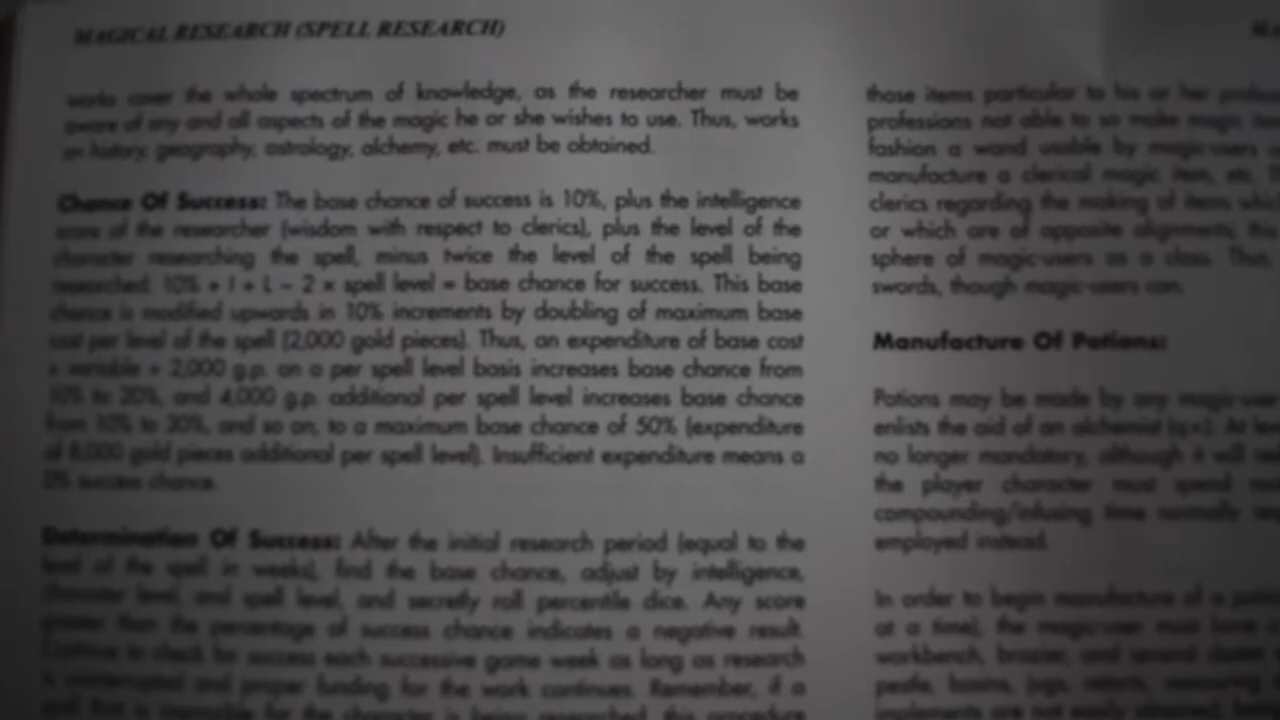 MAGICAL RESEARCH (SPELL RESEARCH)
works cover the whole spectrum of knowledge, as the researcher must be
aware of any and all aspects of the magic he or she wishes to use. Thus, works
on history, geography, astrology, alchemy, etc. must be obtained.
Chance Of Success: The base chance of success is 10%, plus the intelligence
score of the researcher (wisdom with respect to clerics), plus the level of the
character researching the spell, minus twice the level of the spell being
researched: 10% + I + L - 2 × spell level = base chance for success. This base
chance is modified upwards in 10% increments by doubling of maximum base
cost per level of the spell (2,000 gold pieces). Thus, an expenditure of base cost
+ variable + 2,000 g.p. on a per spell level basis increases base chance from
10% to 20%, and 4,000 g.p. additional per spell level increases base chance
from 10% to 30%, and so on, to a maximum base chance of 50% (expenditure
of 8,000 gold pieces additional per spell level). Insufficient expenditure means a
0% success chance.
Determination Of Success: After the initial research period (equal to the
level of the spell in weeks), find the base chance, adjust by intelligence,
character level, and spell level, and secretly roll percentile dice. Any score
greater than the percentage of success chance indicates a negative result.
Continue to check for success each successive game week as long as research
is uninterrupted and proper funding for the work continues. Remember, if a
spell that is impossible for the character is being researched, this procedure
those items particular to his or her
professions not able to so make magic
fashion a wand usable by magic-users
manufacture a clerical magic item, etc.
clerics regarding the making of items
or which are of opposite alignments;
sphere of magic-users as a class. Thus,
swords, though magic-users can.
Manufacture Of Potions:
Potions may be made by any magic-user
enlists the aid of an alchemist (q.v.). At
no longer mandatory, although it will
the player character must spend
compounding/infusing time normally
employed instead.
In order to begin manufacture of a
at a time), the magic-user must have
workbench, brazier, and several
pestle, basins, jugs, retorts, measuring
implements are not easily obtained,